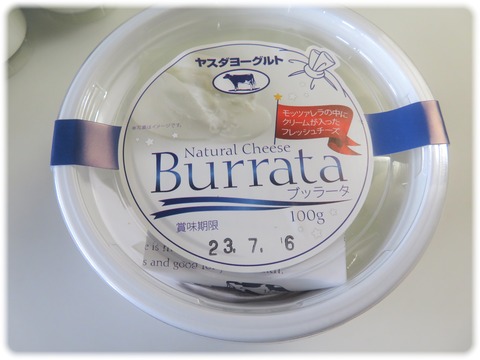 ヤスダヨーグルト
モッツァレラの中に
クリームが入った
フレッシュチーズ
Natural Cheese
Burrata
ブッラータ
100g
賞味期限
23.7.6